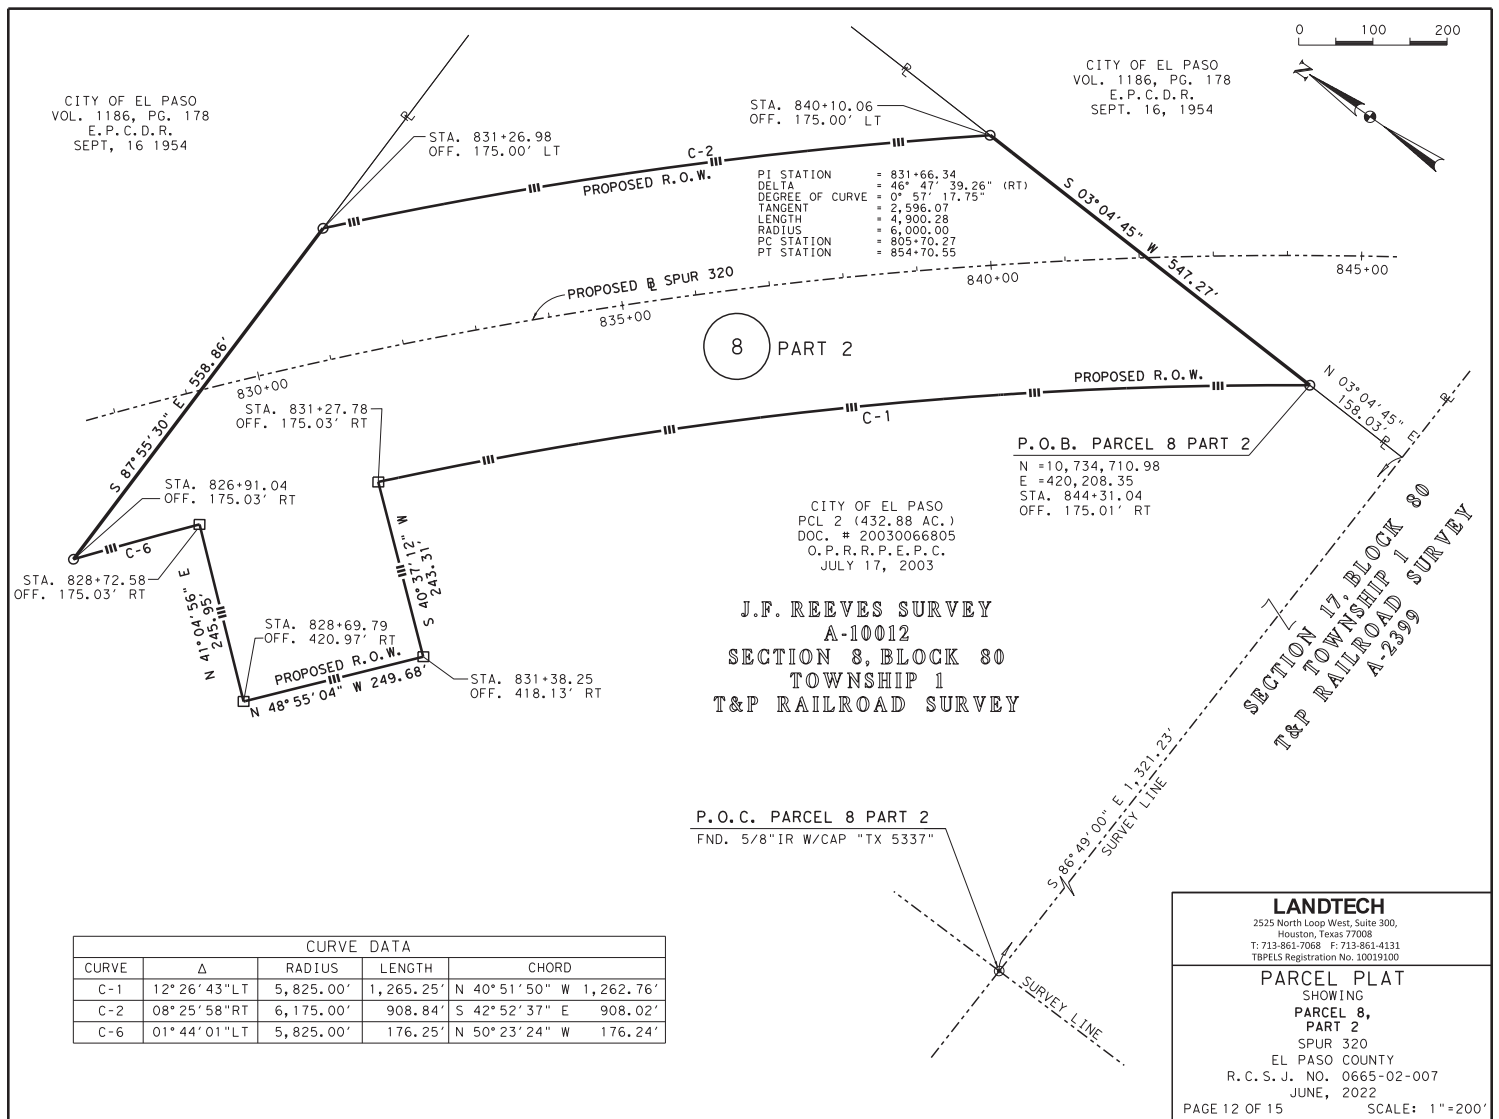 0 100 200
N
CITY OF EL PASO
VOL. 1186, PG. 178
E.P.C.D.R.
SEPT, 16 1954
STA. 831+26.98
OFF. 175.00' LT
STA. 840+10.06
OFF. 175.00' LT
CITY OF EL PASO
VOL. 1186, PG. 178
E.P.C.D.R.
SEPT. 16, 1954
PL
PL
C-2
PROPOSED R.O.W.
PI STATION = 831+66.34
DELTA = 46° 47' 39.26" (RT)
DEGREE OF CURVE = 0° 57' 17.75"
TANGENT = 2,596.07
LENGTH = 4,900.28
RADIUS = 6,000.00
PC STATION = 805+70.27
PT STATION = 854+70.55
S 03°04'45" W 547.27'
PROPOSED BL SPUR 320
830+00
835+00
840+00
845+00
8 PART 2
S 87°55'30" E 558.86'
STA. 831+27.78
OFF. 175.03' RT
PROPOSED R.O.W.
C-1
N 03°04'45" E
158.03'
PL
PL
P.O.B. PARCEL 8 PART 2
N =10,734,710.98
E =420,208.35
STA. 844+31.04
OFF. 175.01' RT
STA. 826+91.04
OFF. 175.03' RT
C-6
STA. 828+72.58
OFF. 175.03' RT
N 41°04'56" E
245.95'
S 40°37'12" W
243.31'
STA. 828+69.79
OFF. 420.97' RT
PROPOSED R.O.W.
N 48°55'04" W 249.68'
STA. 831+38.25
OFF. 418.13' RT
CITY OF EL PASO
PCL 2 (432.88 AC.)
DOC. # 20030066805
O.P.R.R.P.E.P.C.
JULY 17, 2003
J.F. REEVES SURVEY
A-10012
SECTION 8, BLOCK 80
TOWNSHIP 1
T&P RAILROAD SURVEY
SECTION 17, BLOCK 80
TOWNSHIP 1
T&P RAILROAD SURVEY
A-2399
S 86°49'00" E 1,321.23'
SURVEY LINE
P.O.C. PARCEL 8 PART 2
FND. 5/8"IR W/CAP "TX 5337"
SURVEY LINE
CURVE DATA
CURVE Δ RADIUS LENGTH CHORD
C-1 12°26'43"LT 5,825.00' 1,265.25' N 40°51'50" W 1,262.76'
C-2 08°25'58"RT 6,175.00' 908.84' S 42°52'37" E 908.02'
C-6 01°44'01"LT 5,825.00' 176.25' N 50°23'24" W 176.24'
LANDTECH
2525 North Loop West, Suite 300,
Houston, Texas 77008
T: 713-861-7068 F: 713-861-4131
TBPELS Registration No. 10019100
PARCEL PLAT
SHOWING
PARCEL 8,
PART 2
SPUR 320
EL PASO COUNTY
R.C.S.J. NO. 0665-02-007
JUNE, 2022
PAGE 12 OF 15 SCALE: 1"=200'